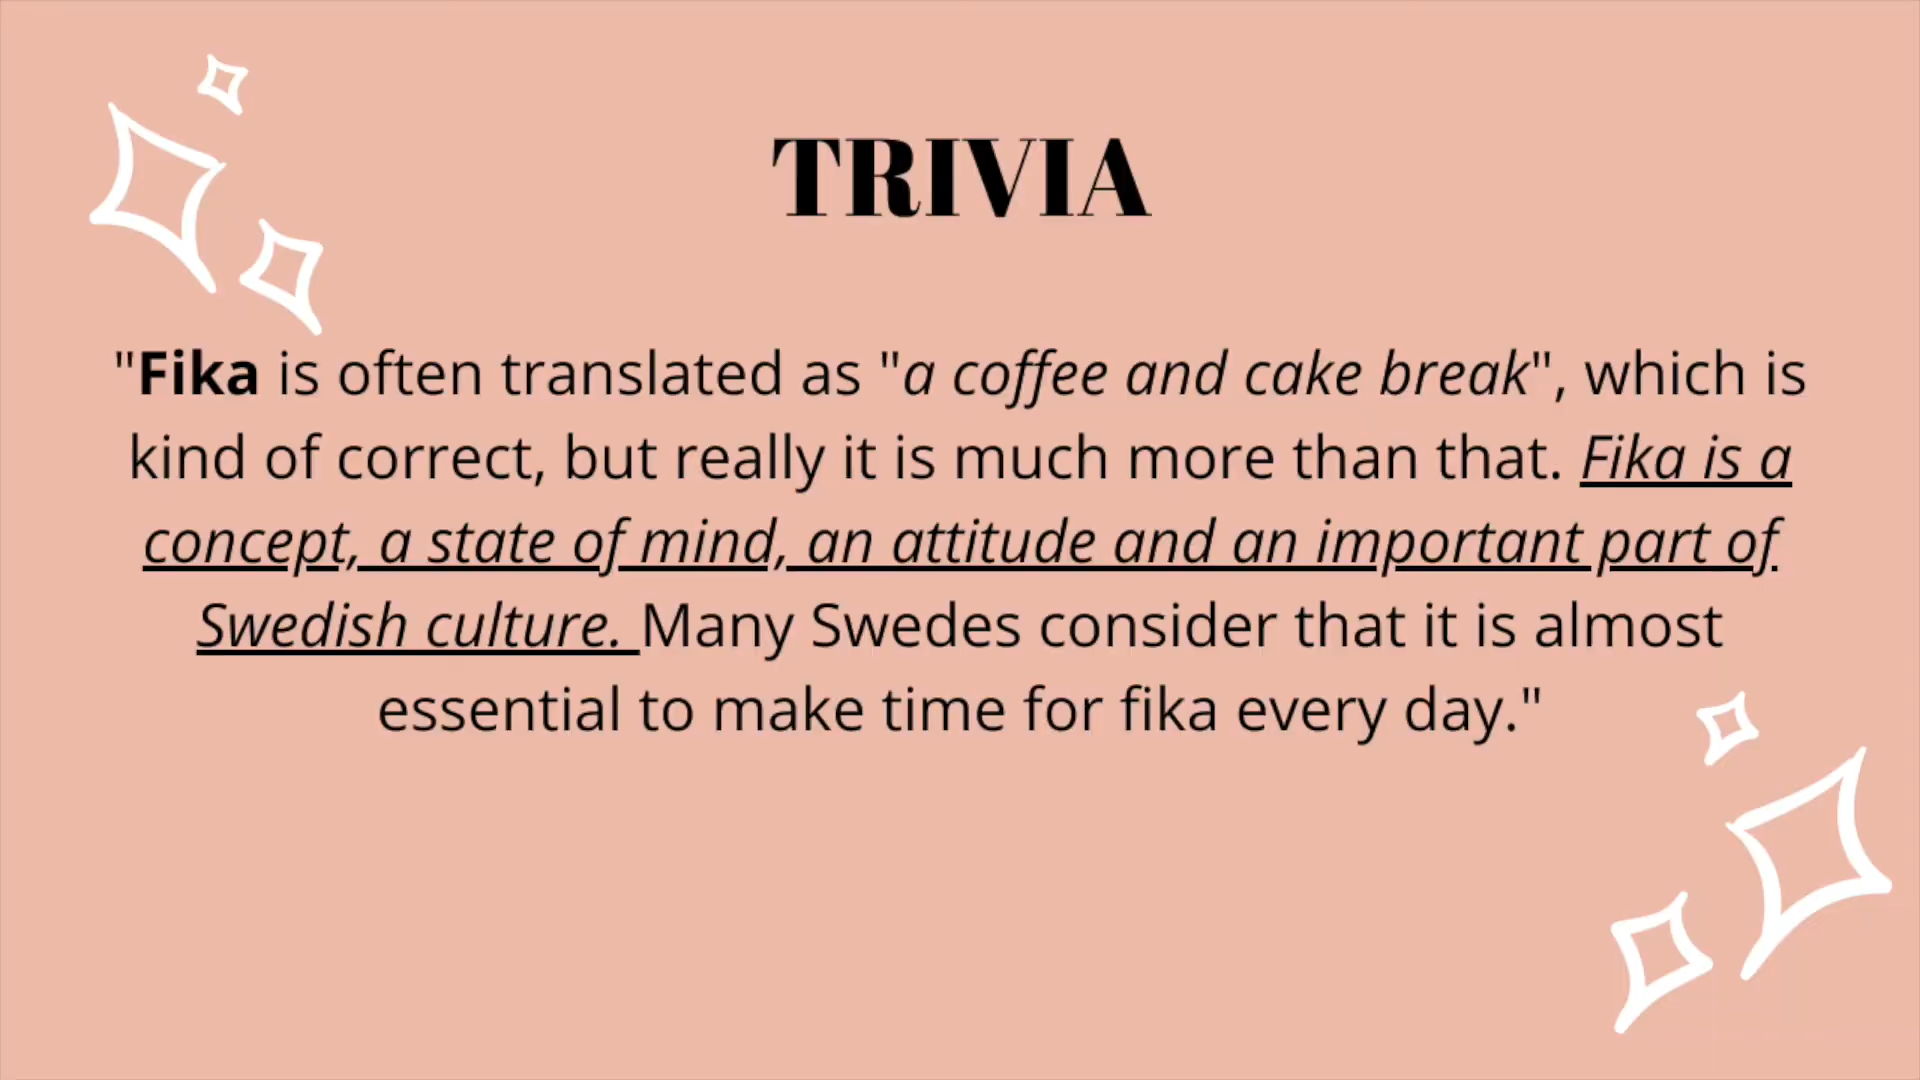 TRIVIA
"Fika is often translated as "a coffee and cake break", which is
kind of correct, but really it is much more than that. Fika is a
concept, a state of mind, an attitude and an important part of
Swedish culture. Many Swedes consider that it is almost
essential to make time for fika every day."